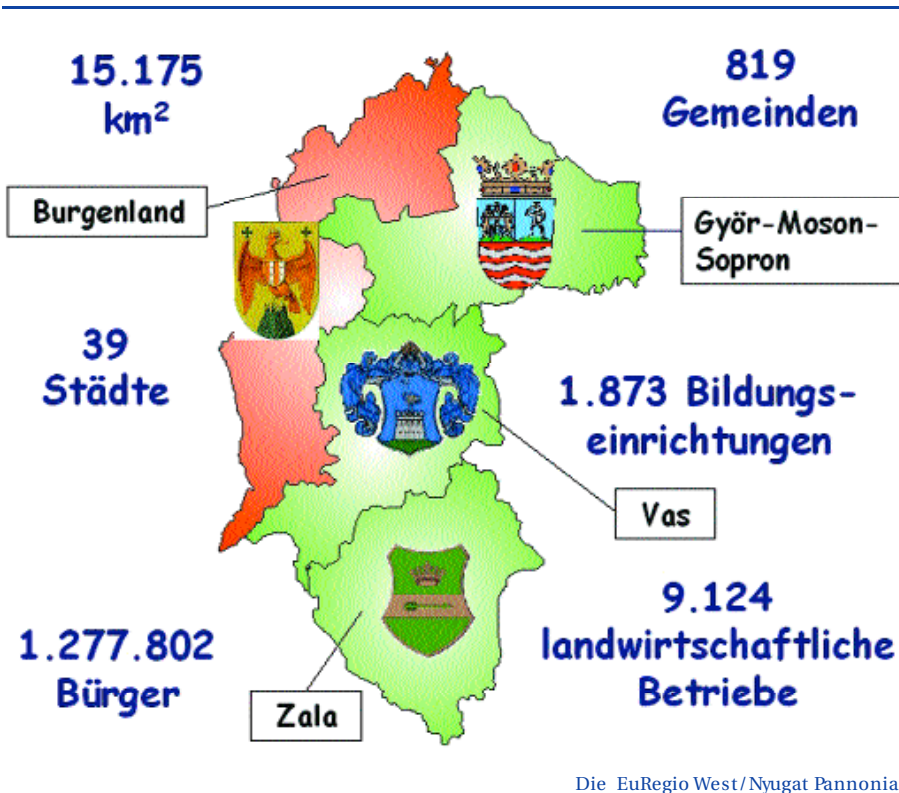 15.175
km²
819
Gemeinden
Burgenland
Györ-Moson-
Sopron
39
Städte
1.873 Bildungs-
einrichtungen
Vas
9.124
landwirtschaftliche
Betriebe
1.277.802
Bürger
Zala
Die EuRegio West/Nyugat Pannonia